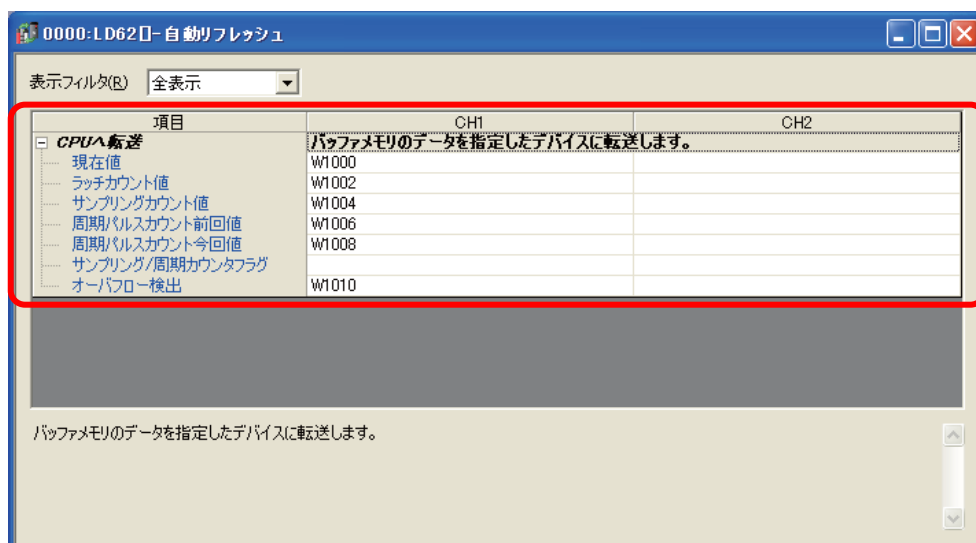 0000:LD62□-自動リフレッシュ
表示フィルタ(R) 全表示
項目 CH1 CH2
CPUへ転送 バッファメモリのデータを指定したデバイスに転送します。
現在値 W1000
ラッチカウント値 W1002
サンプリングカウント値 W1004
周期パルスカウント前回値 W1006
周期パルスカウント今回値 W1008
サンプリング/周期カウンタフラグ
オーバフロー検出 W1010
バッファメモリのデータを指定したデバイスに転送します。